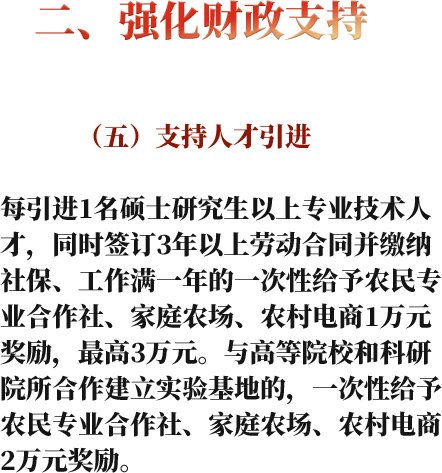 二、强化财政支持
（五）支持人才引进
每引进1名硕士研究生以上专业技术人
才，同时签订3年以上劳动合同并缴纳
社保、工作满一年的一次性给予农民专
业合作社、家庭农场、农村电商1万元
奖励，最高3万元。与高等院校和科研
院所合作建立实验基地的，一次性给予
农民专业合作社、家庭农场、农村电商
2万元奖励。